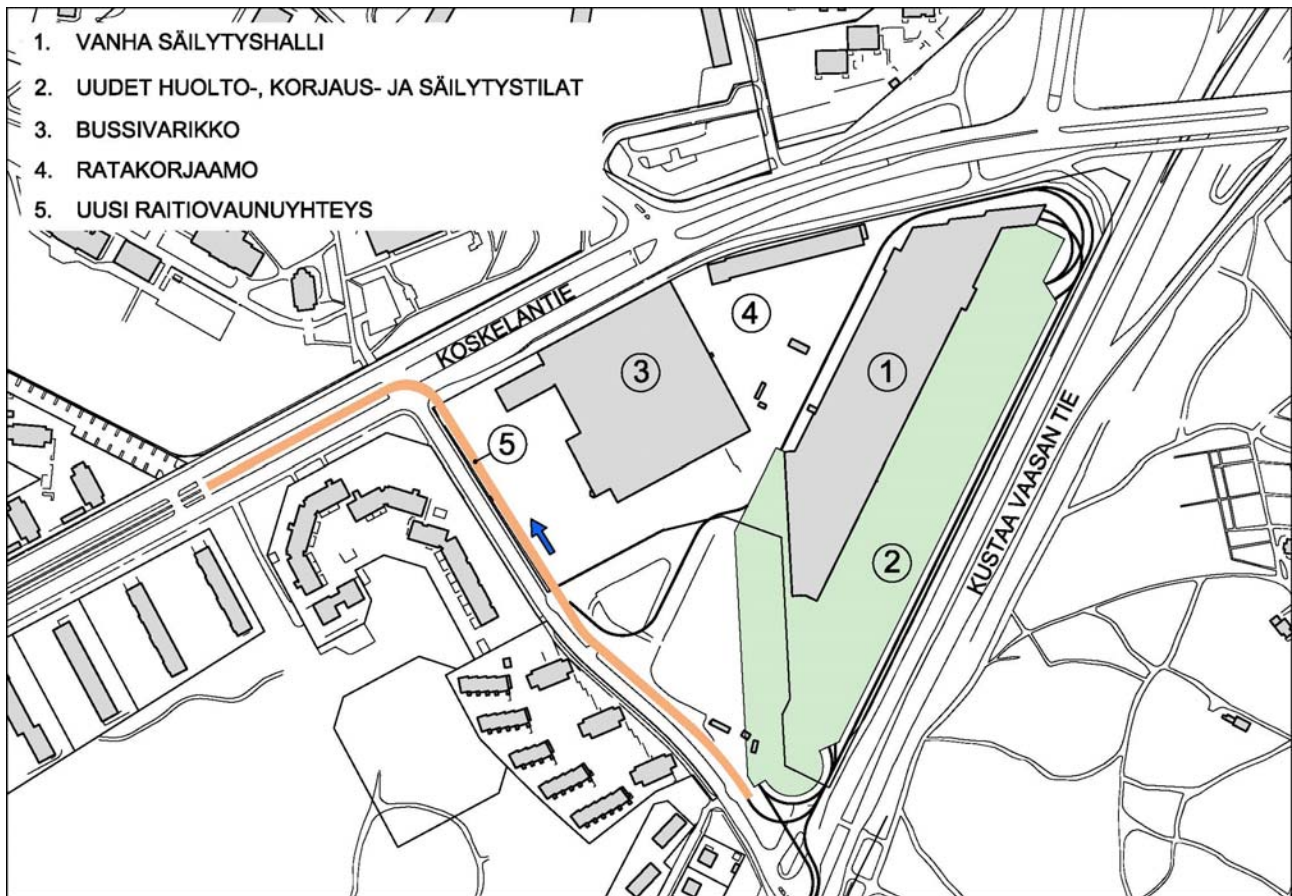 1. VANHA SÄILYTYSHALLI
2. UUDET HUOLTO-, KORJAUS- JA SÄILYTYSTILAT
3. BUSSIVARIKKO
4. RATAKORJAAMO
5. UUSI RAITIOVAUNUYHTEYS
KOSKELANTIE
4
3
1
5
KUSTAA VAASAN TIE
2